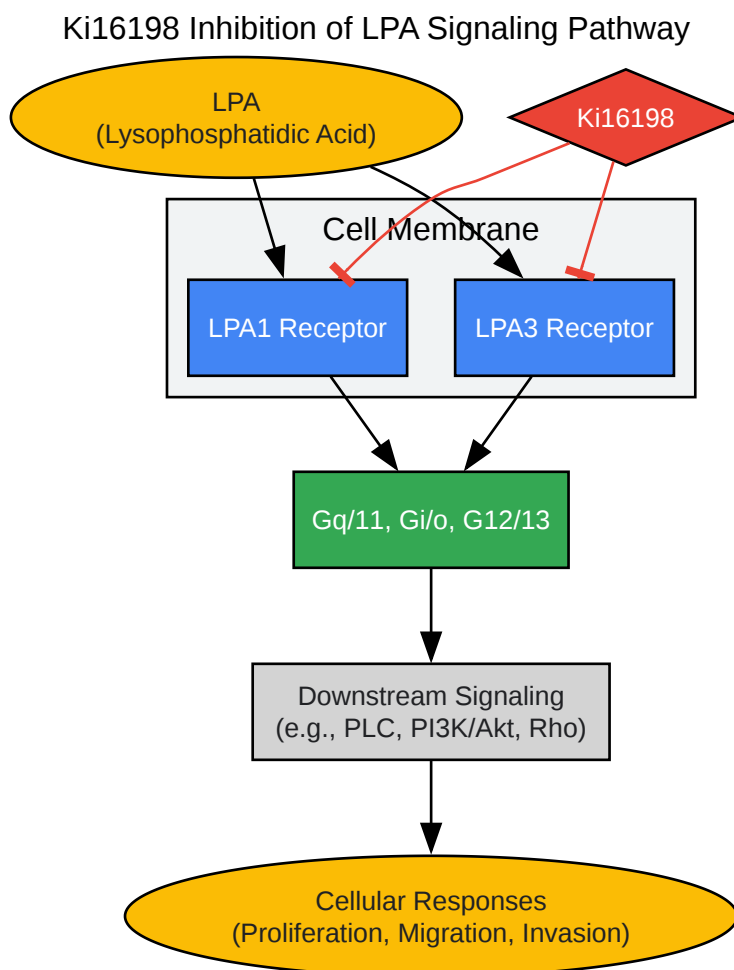 Ki16198 Inhibition of LPA Signaling Pathway
LPA
(Lysophosphatidic Acid)
Ki16198
Cell Membrane
LPA1 Receptor
LPA3 Receptor
Gq/11, Gi/o, G12/13
Downstream Signaling
(e.g., PLC, PI3K/Akt, Rho)
Cellular Responses
(Proliferation, Migration, Invasion)